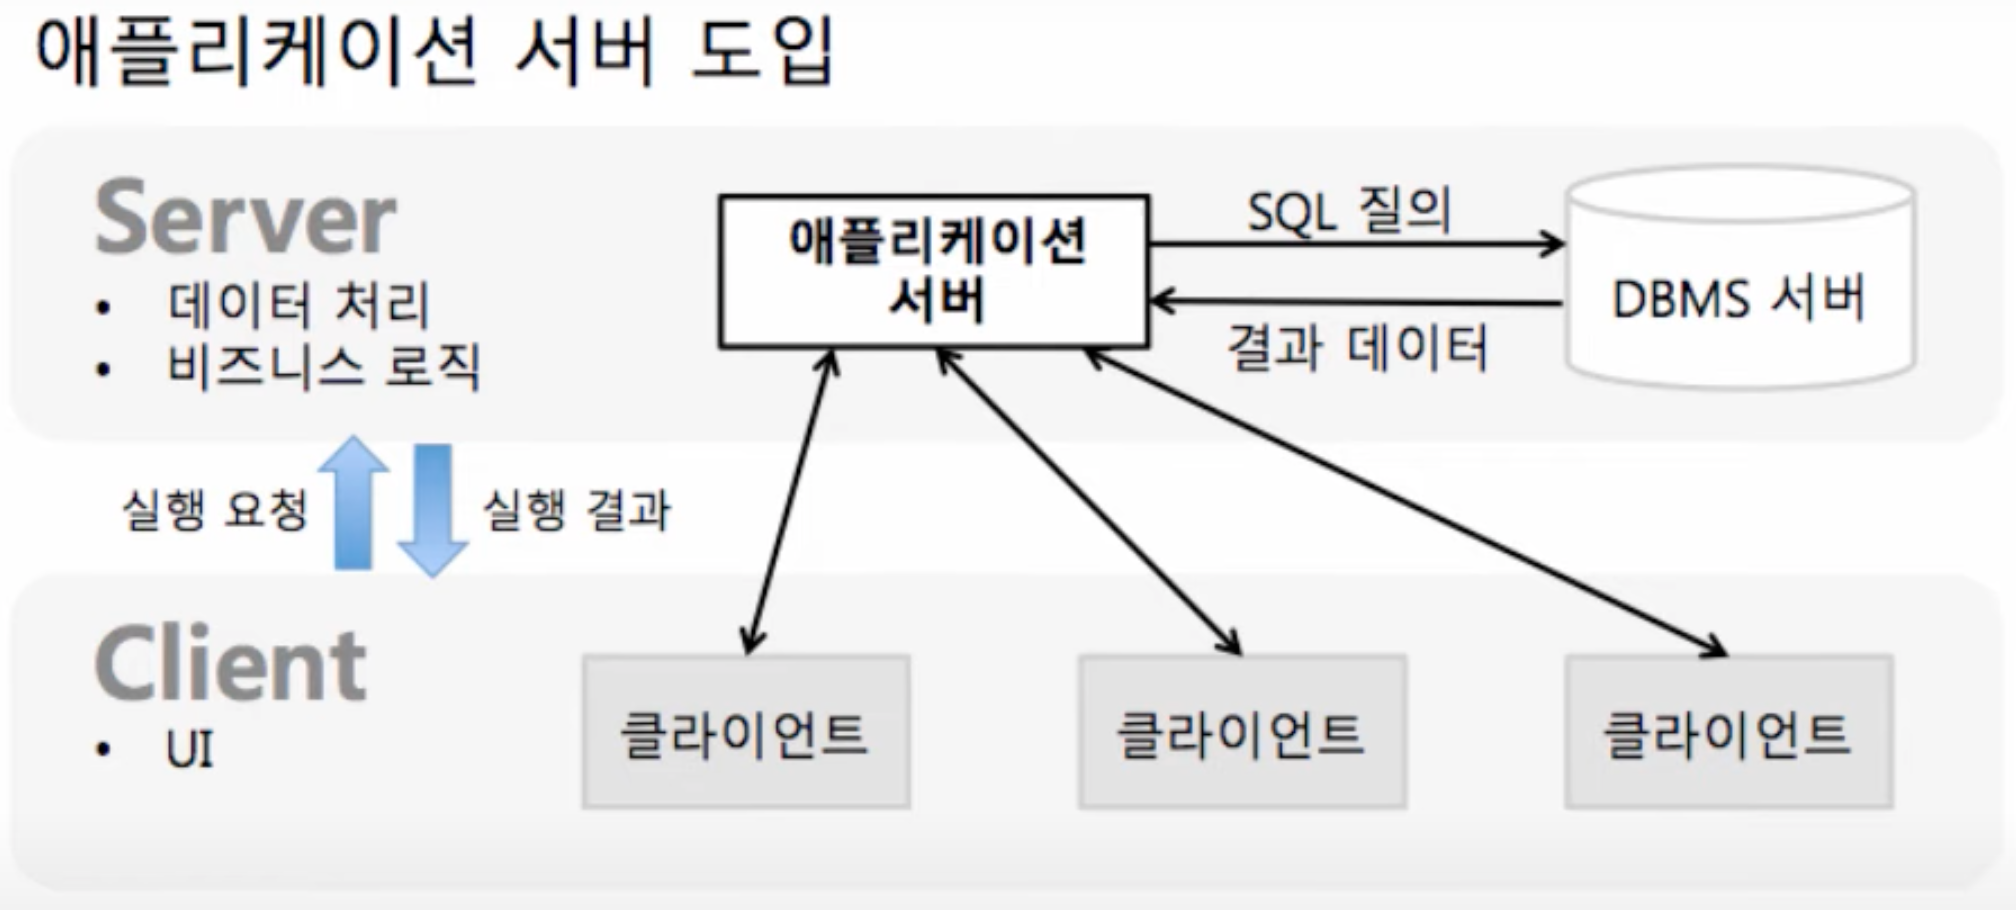 애플리케이션 서버 도입
Server
• 데이터 처리
• 비즈니스 로직
애플리케이션
서버
SQL 질의
결과 데이터
DBMS 서버
실행 요청
실행 결과
Client
• UI
클라이언트
클라이언트
클라이언트